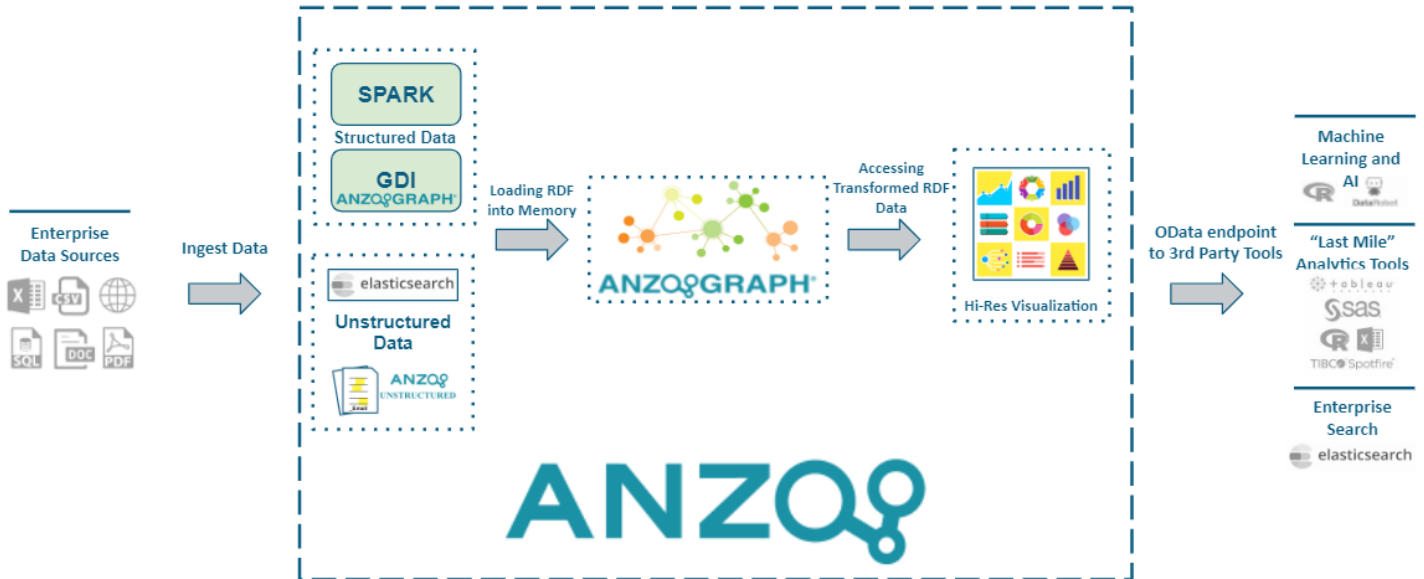 Enterprise
Data Sources
X
CSV
SQL
DOC
PDF
Ingest Data
SPARK
Structured Data
GDI
ANZOGRAPH®
elasticsearch
Unstructured
Data
Email
ANZO
UNSTRUCTURED
Loading RDF
into Memory
ANZOGRAPH®
Accessing
Transformed RDF
Data
Hi-Res Visualization
OData endpoint
to 3rd Party Tools
Machine
Learning and
AI
R
DataRobot
“Last Mile”
Analytics Tools
+ableau
sas
R
X
TIBCO Spotfire®
Enterprise
Search
elasticsearch
ANZO